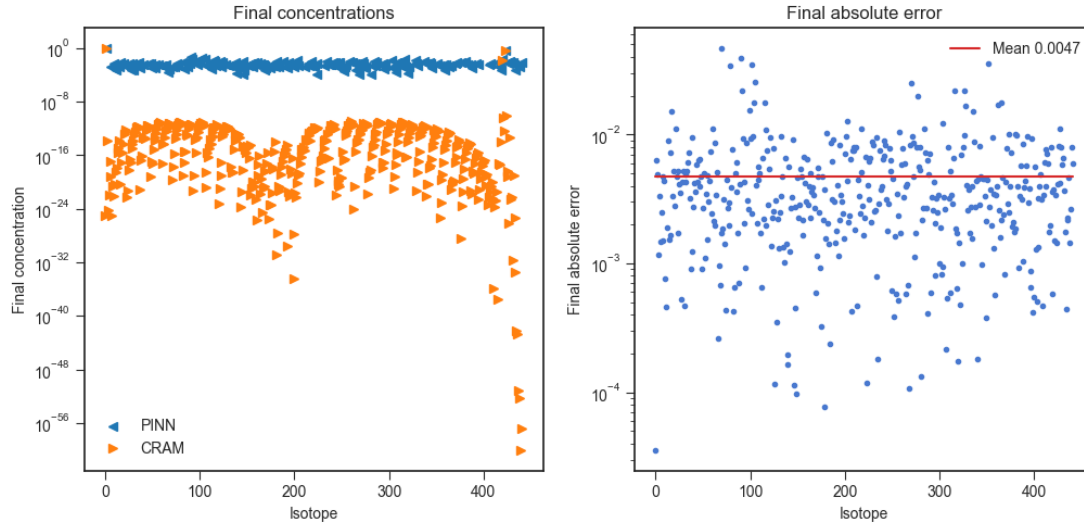 Final concentrations
Final concentration
10⁰
10⁻⁸
10⁻¹⁶
10⁻²⁴
10⁻³²
10⁻⁴⁰
10⁻⁴⁸
10⁻⁵⁶
PINN
CRAM
0 100 200 300 400
Isotope
Final absolute error
Final absolute error
10⁻²
10⁻³
10⁻⁴
Mean 0.0047
0 100 200 300 400
Isotope